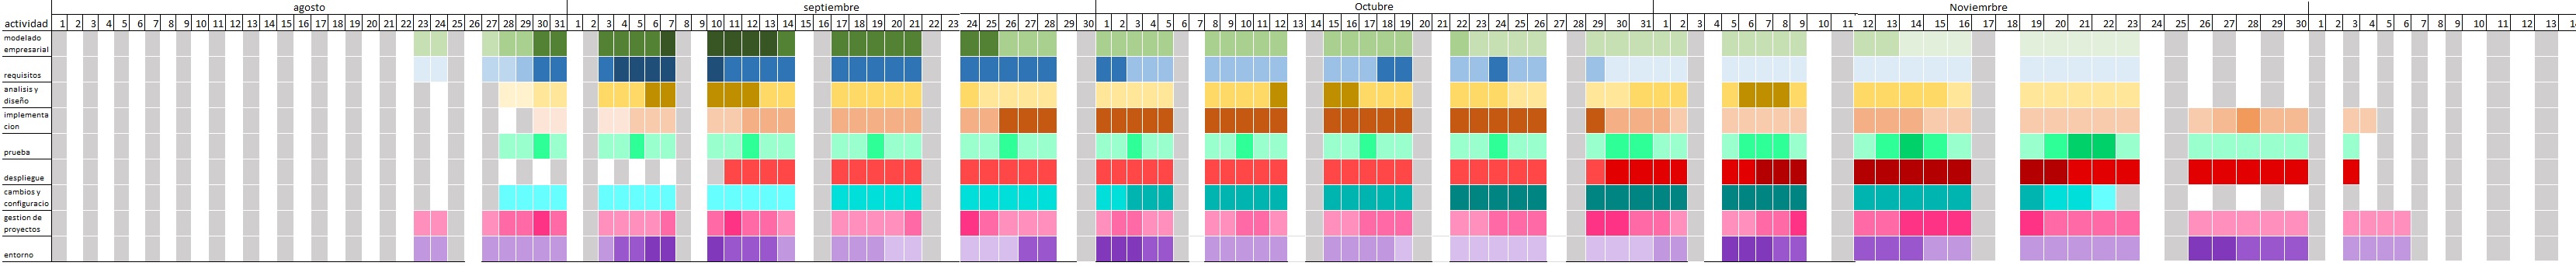 agosto septiembre Octubre Noviemrbre
actividad 1 2 3 4 5 6 7 8 9 10 11 12 13 14 15 16 17 18 19 20 21 22 23 24 25 26 27 28 29 30 31 1 2 3 4 5 6 7 8 9 10 11 12 13 14 15 16 17 18 19 20 21 22 23 24 25 26 27 28 29 30 1 2 3 4 5 6 7 8 9 10 11 12 13 14 15 16 17 18 19 20 21 22 23 24 25 26 27 28 29 30 31 1 2 3 4 5 6 7 8 9 10 11 12 13 14 15 16 17 18 19 20 21 22 23 24 25 26 27 28 29 30 1 2 3 4 5 6 7 8 9 10 11 12 13
modelado
empresarial
requisitos
analisis y
diseño
implementa
cion
prueba
despliegue
cambios y
configuracio
gestion de
proyectos
entorno